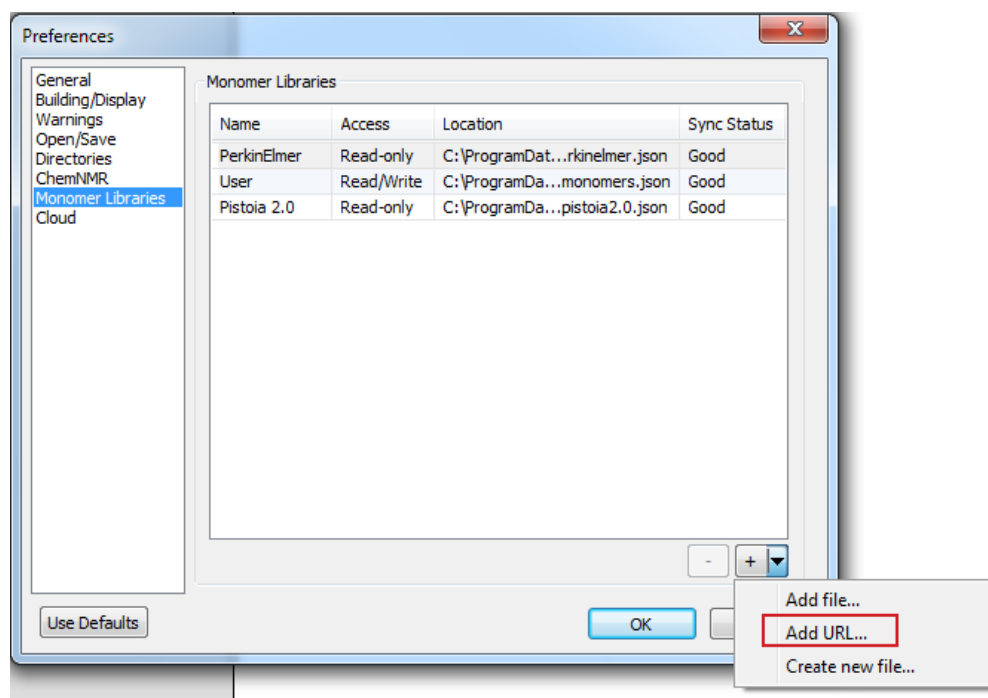 Preferences
General
Building/Display
Warnings
Open/Save
Directories
ChemNMR
Monomer Libraries
Cloud
Monomer Libraries
Name Access Location Sync Status
PerkinElmer Read-only C:\ProgramDat...rkinelmer.json Good
User Read/Write C:\ProgramDa...monomers.json Good
Pistoia 2.0 Read-only C:\ProgramDa...pistoia2.0.json Good
- +
Use Defaults OK
Add file...
Add URL...
Create new file...